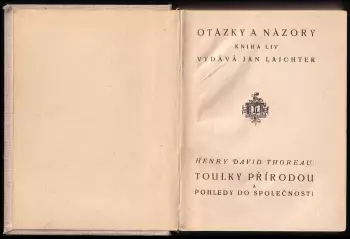 OTÁZKY A NÁZORY
KNIHA LIV
VYDÁVÁ JAN LAICHTER
HENRY DAVID THOREAU:
TOULKY PŘÍRODOU
A
POHLEDY DO SPOLEČNOSTI